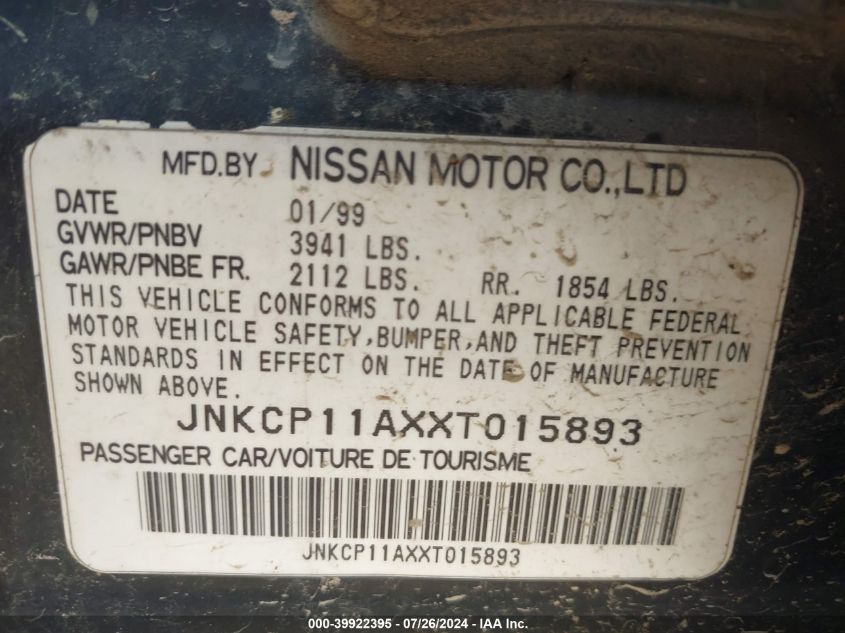 MFD.BY NISSAN MOTOR CO.,LTD
DATE 01/99
GVWR/PNBV 3941 LBS.
GAWR/PNBE FR. 2112 LBS. RR. 1854 LBS.
THIS VEHICLE CONFORMS TO ALL APPLICABLE FEDERAL
MOTOR VEHICLE SAFETY,BUMPER,AND THEFT PREVENTION
STANDARDS IN EFFECT ON THE DATE OF MANUFACTURE
SHOWN ABOVE.
JNKCP11AXXT015893
PASSENGER CAR/VOITURE DE TOURISME
JNKCP11AXXT015893
000-39922395 - 07/26/2024 - IAA Inc.